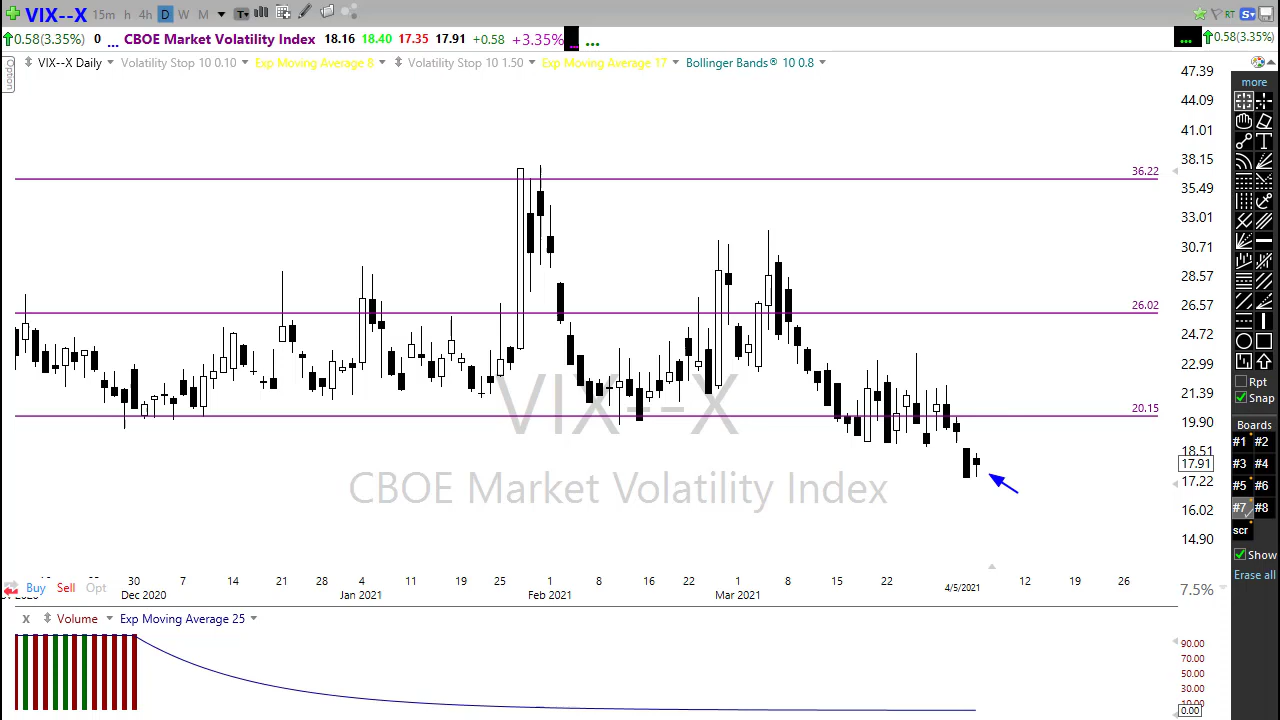 VIX--X 15m h 4h D W M T RT S
0.58(3.35%) 0 ... CBOE Market Volatility Index 18.16 18.40 17.35 17.91 +0.58 +3.35% ... ... ... 0.58(3.35%)
Option
VIX--X Daily Volatility Stop 10 0.10 Exp Moving Average 8 Volatility Stop 10 1.50 Exp Moving Average 17 Bollinger Bands® 10 0.8
47.39
44.09
41.01
38.15
36.22
35.49
33.01
30.71
28.57
26.57
26.02
24.72
22.99
21.39
20.15
19.90
18.51
17.91
17.22
16.02
14.90
VIX--X
CBOE Market Volatility Index
more
T
Rpt
Snap
Boards
#1 #2
#3 #4
#5 #6
#7 #8
scr
Show
Erase all
30 7 14 21 28 4 11 19 25 1 8 16 22 1 8 15 22 4/5/2021 12 19 26
Dec 2020 Jan 2021 Feb 2021 Mar 2021
Buy Sell Opt 7.5%
x Volume Exp Moving Average 25
90.00
70.00
50.00
30.00
10.00
0.00